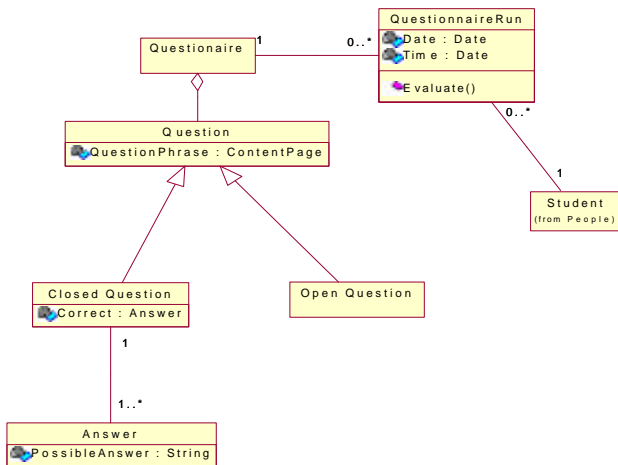 QuestionnaireRun
Date : Date
Time : Date
Evaluate()
Questionaire
1
0..*
0..*
1
Student
(from People)
Question
QuestionPhrase : ContentPage
Closed Question
Correct : Answer
Open Question
1
1..*
Answer
PossibleAnswer : String